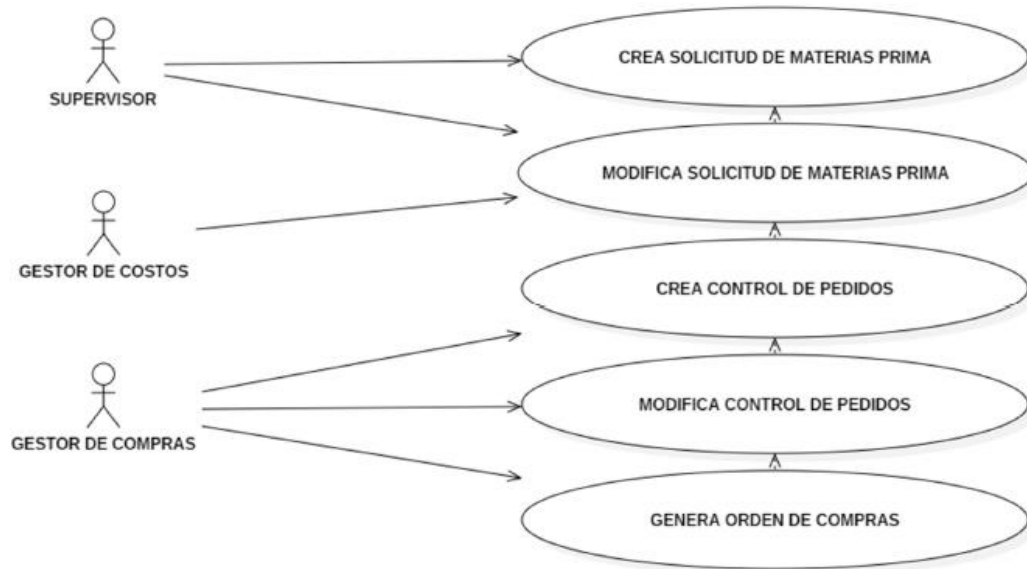 SUPERVISOR
CREA SOLICITUD DE MATERIAS PRIMA
MODIFICA SOLICITUD DE MATERIAS PRIMA
GESTOR DE COSTOS
CREA CONTROL DE PEDIDOS
GESTOR DE COMPRAS
MODIFICA CONTROL DE PEDIDOS
GENERA ORDEN DE COMPRAS